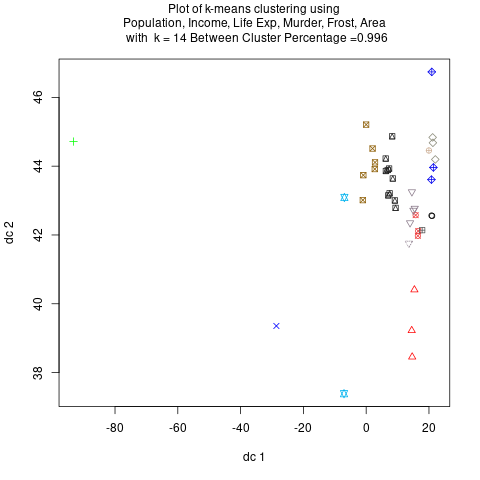 Plot of k-means clustering using
Population, Income, Life Exp, Murder, Frost, Area
with k = 14 Between Cluster Percentage =0.996
46
44
42
40
38
dc 2
-80 -60 -40 -20 0 20
dc 1